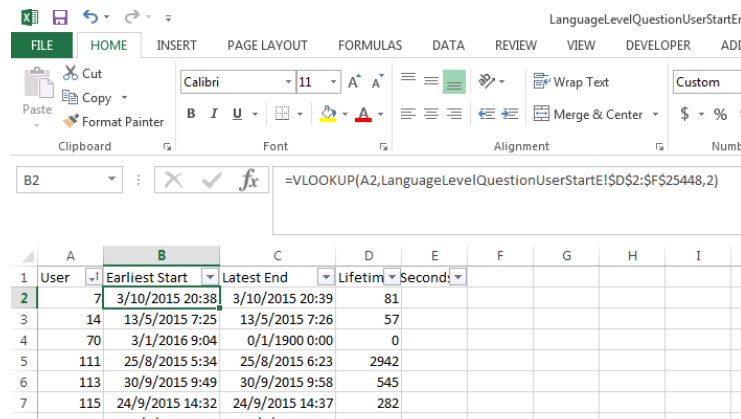 LanguageLevelQuestionUserStartEr
FILE HOME INSERT PAGE LAYOUT FORMULAS DATA REVIEW VIEW DEVELOPER ADD
Cut
Copy
Paste
Format Painter
Calibri 11
B I U
Wrap Text
Merge & Center
Custom
$ %
Clipboard Font Alignment Numb
B2 fx =VLOOKUP(A2,LanguageLevelQuestionUserStartE!$D$2:$F$25448,2)
A B C D E F G H I
1 User Earliest Start Latest End Lifetim Second:
2 7 3/10/2015 20:38 3/10/2015 20:39 81
3 14 13/5/2015 7:25 13/5/2015 7:26 57
4 70 3/1/2016 9:04 0/1/1900 0:00 0
5 111 25/8/2015 5:34 25/8/2015 6:23 2942
6 113 30/9/2015 9:49 30/9/2015 9:58 545
7 115 24/9/2015 14:32 24/9/2015 14:37 282